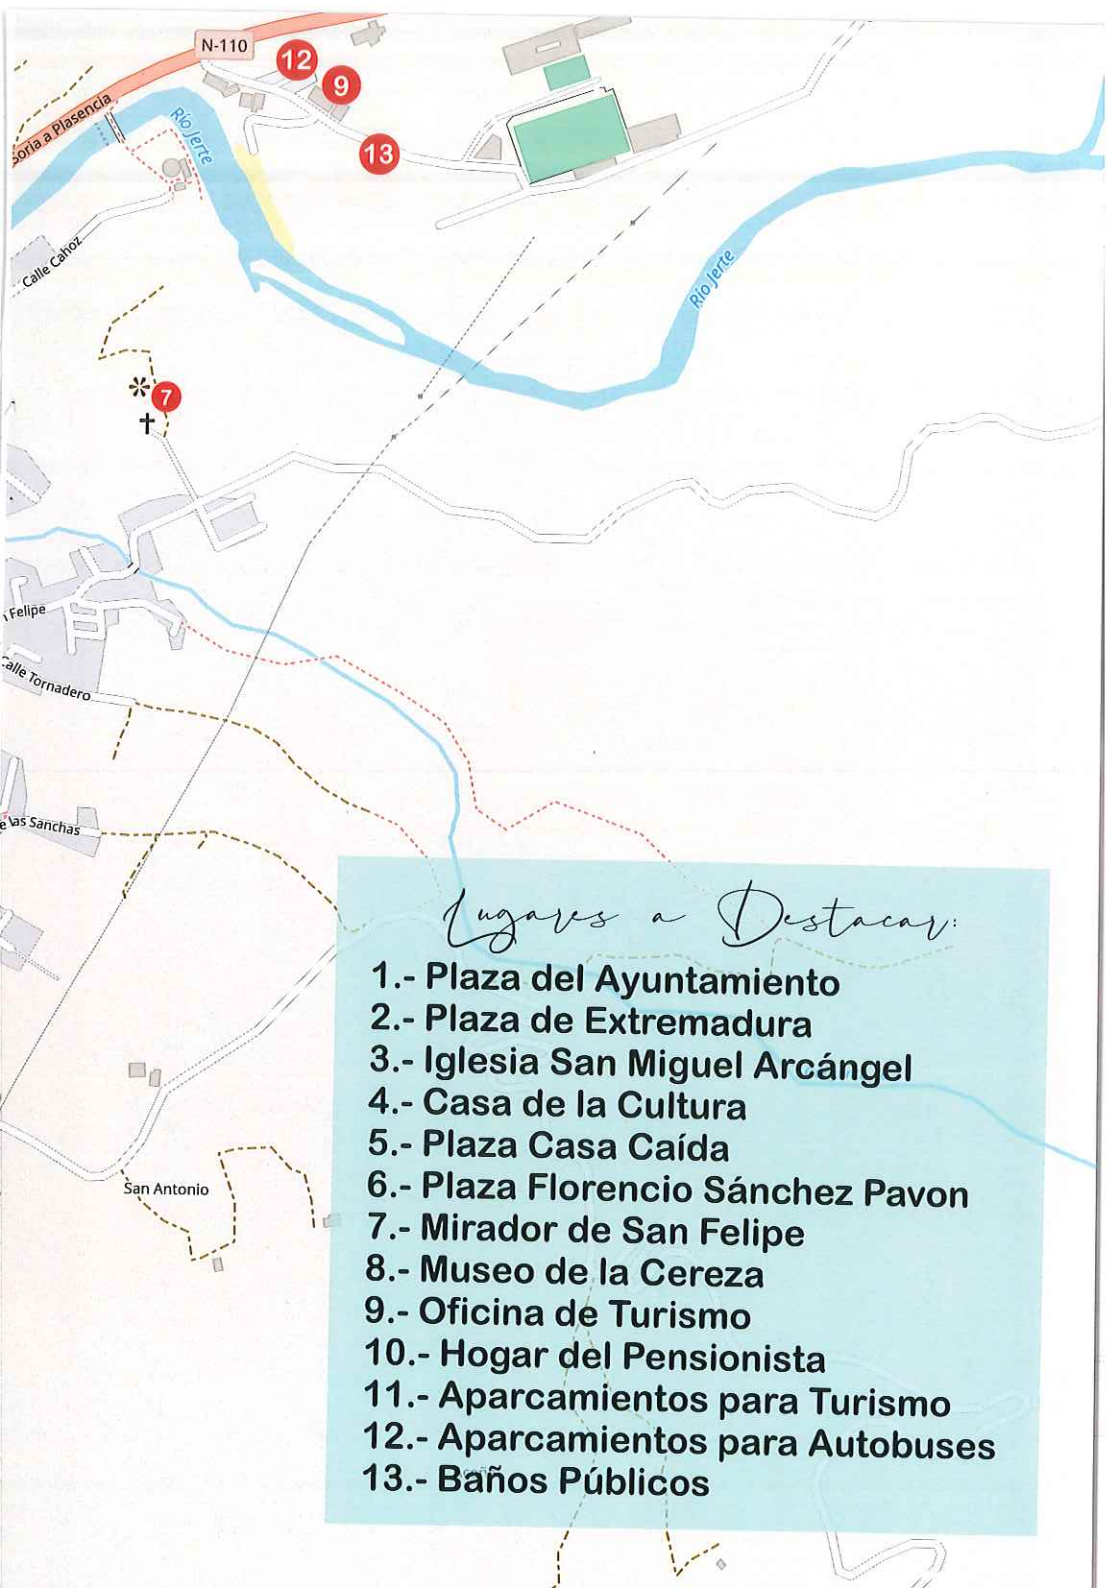 N-110
12
9
13
Soria a Plasencia
Río Jerte
Calle Cahoz
Río Jerte
7
Felipe
Calle Tornadero
e las Sanchas
San Antonio
Lugares a Destacar:
1.- Plaza del Ayuntamiento
2.- Plaza de Extremadura
3.- Iglesia San Miguel Arcángel
4.- Casa de la Cultura
5.- Plaza Casa Caída
6.- Plaza Florencio Sánchez Pavon
7.- Mirador de San Felipe
8.- Museo de la Cereza
9.- Oficina de Turismo
10.- Hogar del Pensionista
11.- Aparcamientos para Turismo
12.- Aparcamientos para Autobuses
13.- Baños Públicos